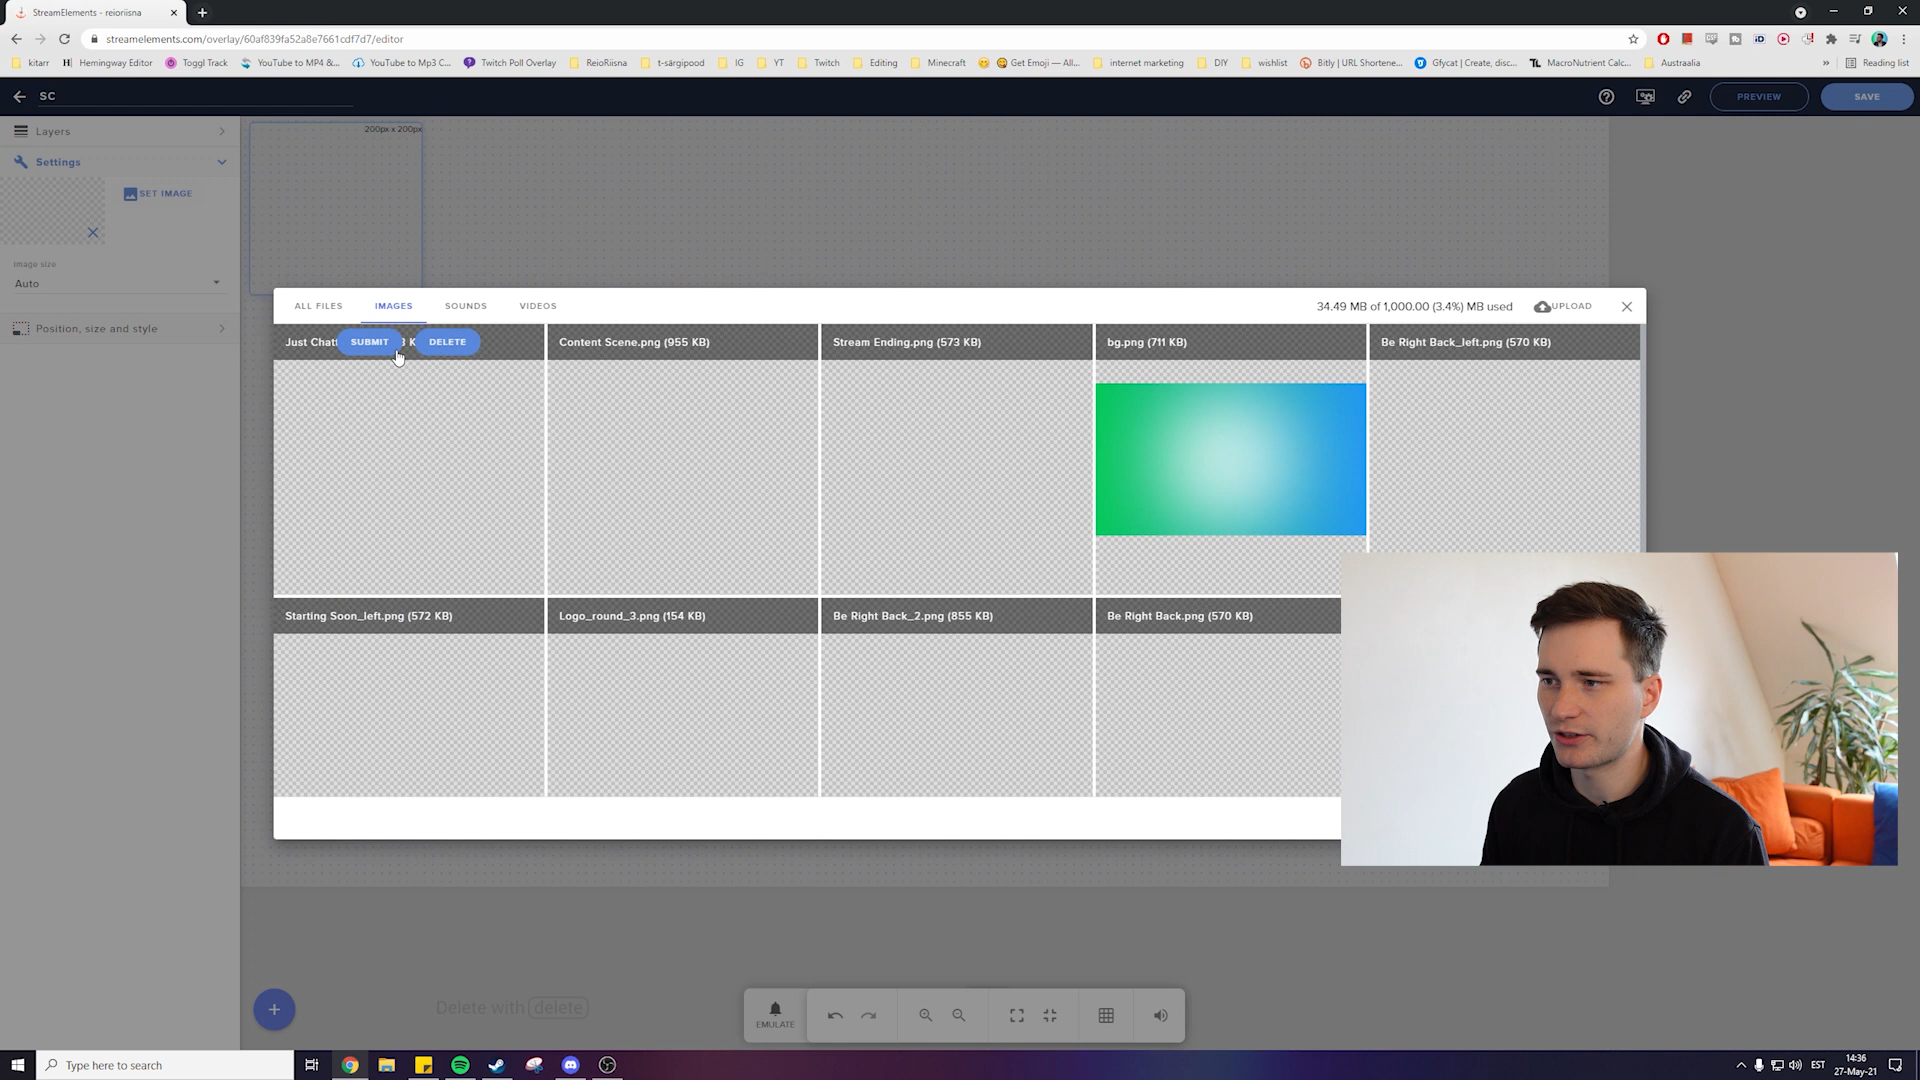 StreamElements - reioriisna
streamelements.com/overlay/60af839fa52a8e7661cdf7d7/editor
kitarr
Hemingway Editor
Toggl Track
YouTube to MP4 &...
YouTube to Mp3 C...
Twitch Poll Overlay
ReioRiisna
t-särgipood
IG
YT
Twitch
Editing
Minecraft
Get Emoji — All...
internet marketing
DIY
wishlist
Bitly | URL Shortene...
Gfycat | Create, disc...
MacroNutrient Calc...
Austraalia
Reading list
SC
PREVIEW
SAVE
Layers
200px x 200px
Settings
SET IMAGE
Image size
Auto
Position, size and style
ALL FILES
IMAGES
SOUNDS
VIDEOS
34.49 MB of 1,000.00 (3.4%) MB used
UPLOAD
Just Chatt
SUBMIT
DELETE
Content Scene.png (955 KB)
Stream Ending.png (573 KB)
bg.png (711 KB)
Be Right Back_left.png (570 KB)
Starting Soon_left.png (572 KB)
Logo_round_3.png (154 KB)
Be Right Back_2.png (855 KB)
Be Right Back.png (570 KB)
Delete with delete
EMULATE
Type here to search
EST
14:36
27-May-21